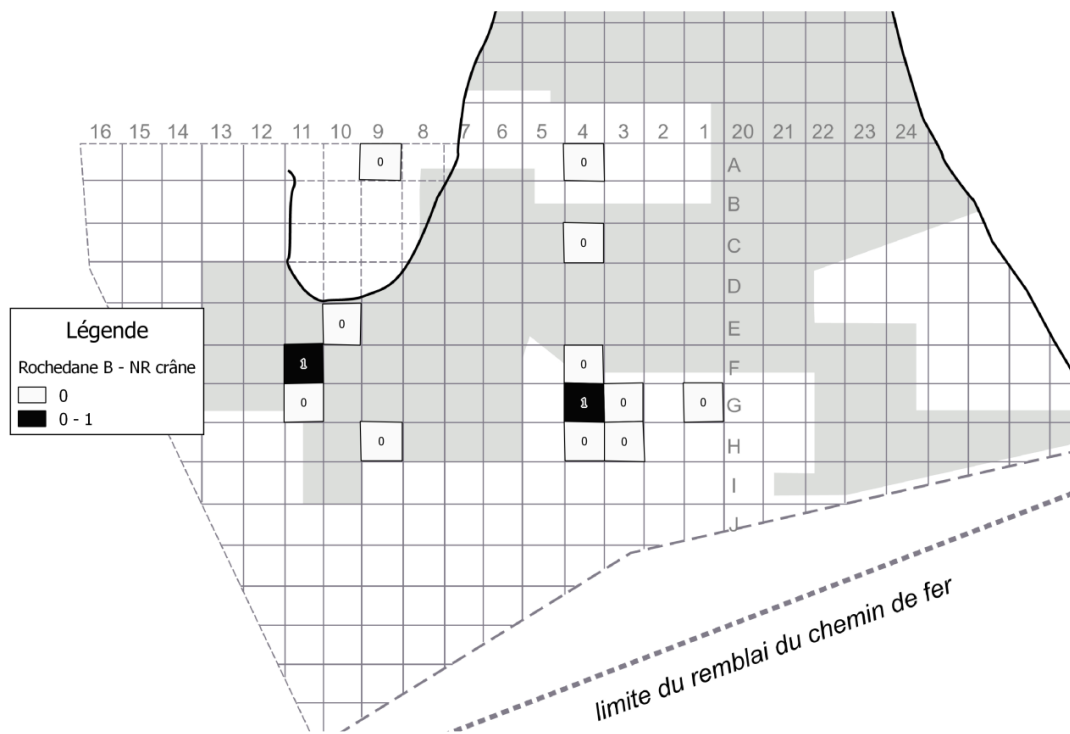 16 15 14 13 12 11 10 9 8 7 6 5 4 3 2 1 20 21 22 23 24
0 0 A
B
0 C
D
0 E
1 0 F
0 1 0 0 G
0 0 0 H
I
J
Légende
Rochedane B - NR crâne
0
0 - 1
limite du remblai du chemin de fer